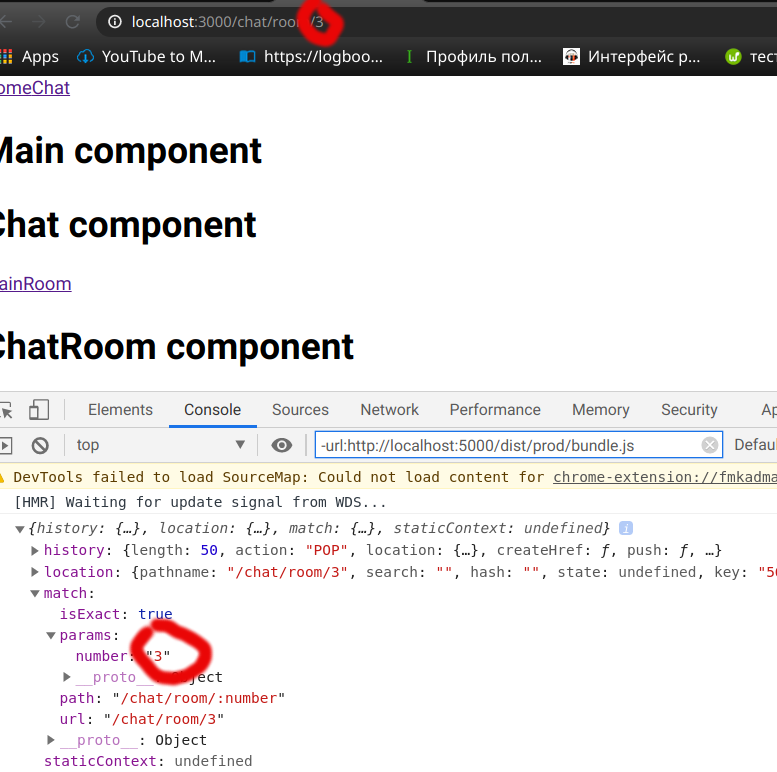 localhost:3000/chat/room/3
Apps YouTube to M... https://logboo... Профиль пол... Интерфейс р... тест
omeChat
Main component
Chat component
ainRoom
ChatRoom component
Elements Console Sources Network Performance Memory Security Ap
top -url:http://localhost:5000/dist/prod/bundle.js Defaul
DevTools failed to load SourceMap: Could not load content for chrome-extension://fmkadma
[HMR] Waiting for update signal from WDS...
{history: {…}, location: {…}, match: {…}, staticContext: undefined}
history: {length: 50, action: "POP", location: {…}, createHref: ƒ, push: ƒ, …}
location: {pathname: "/chat/room/3", search: "", hash: "", state: undefined, key: "50
match:
isExact: true
params:
number: "3"
__proto__: Object
path: "/chat/room/:number"
url: "/chat/room/3"
__proto__: Object
staticContext: undefined